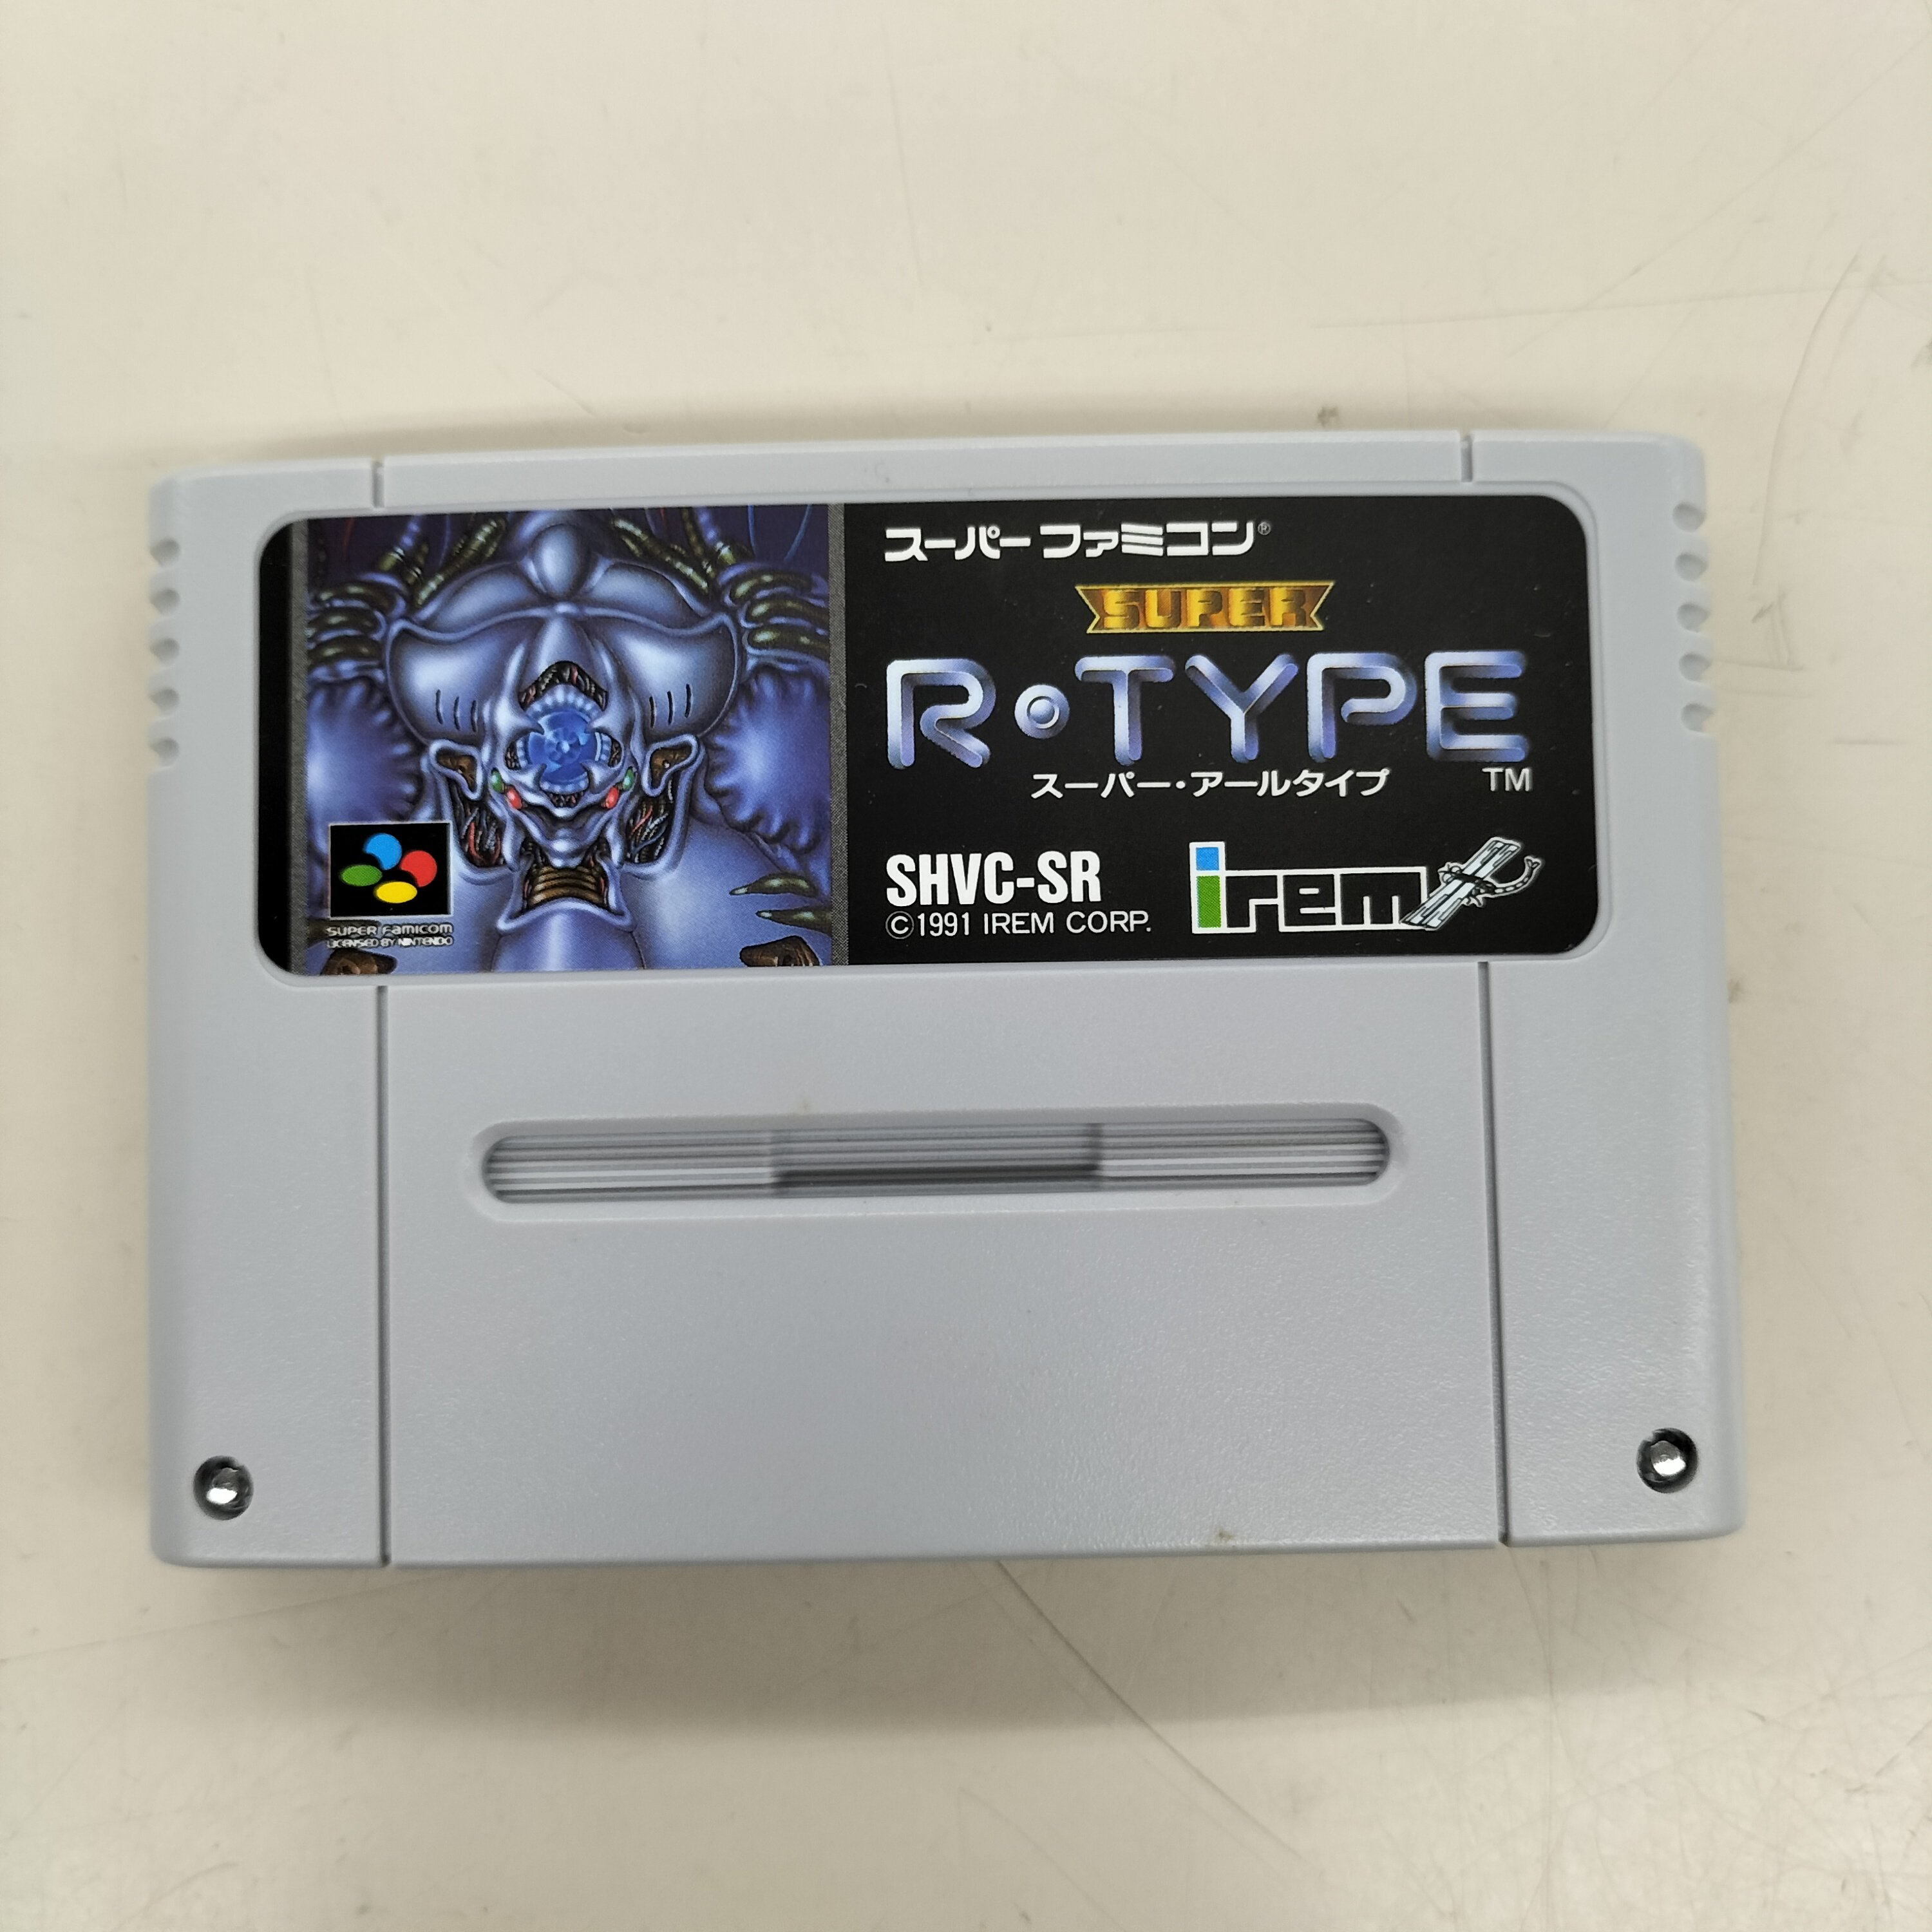 スーパーファミコン®
SUPER
R•TYPE
スーパー・アールタイプ TM
SHVC-SR
©1991 IREM CORP.
irem
SUPER FAMICOM
LICENSED BY NINTENDO